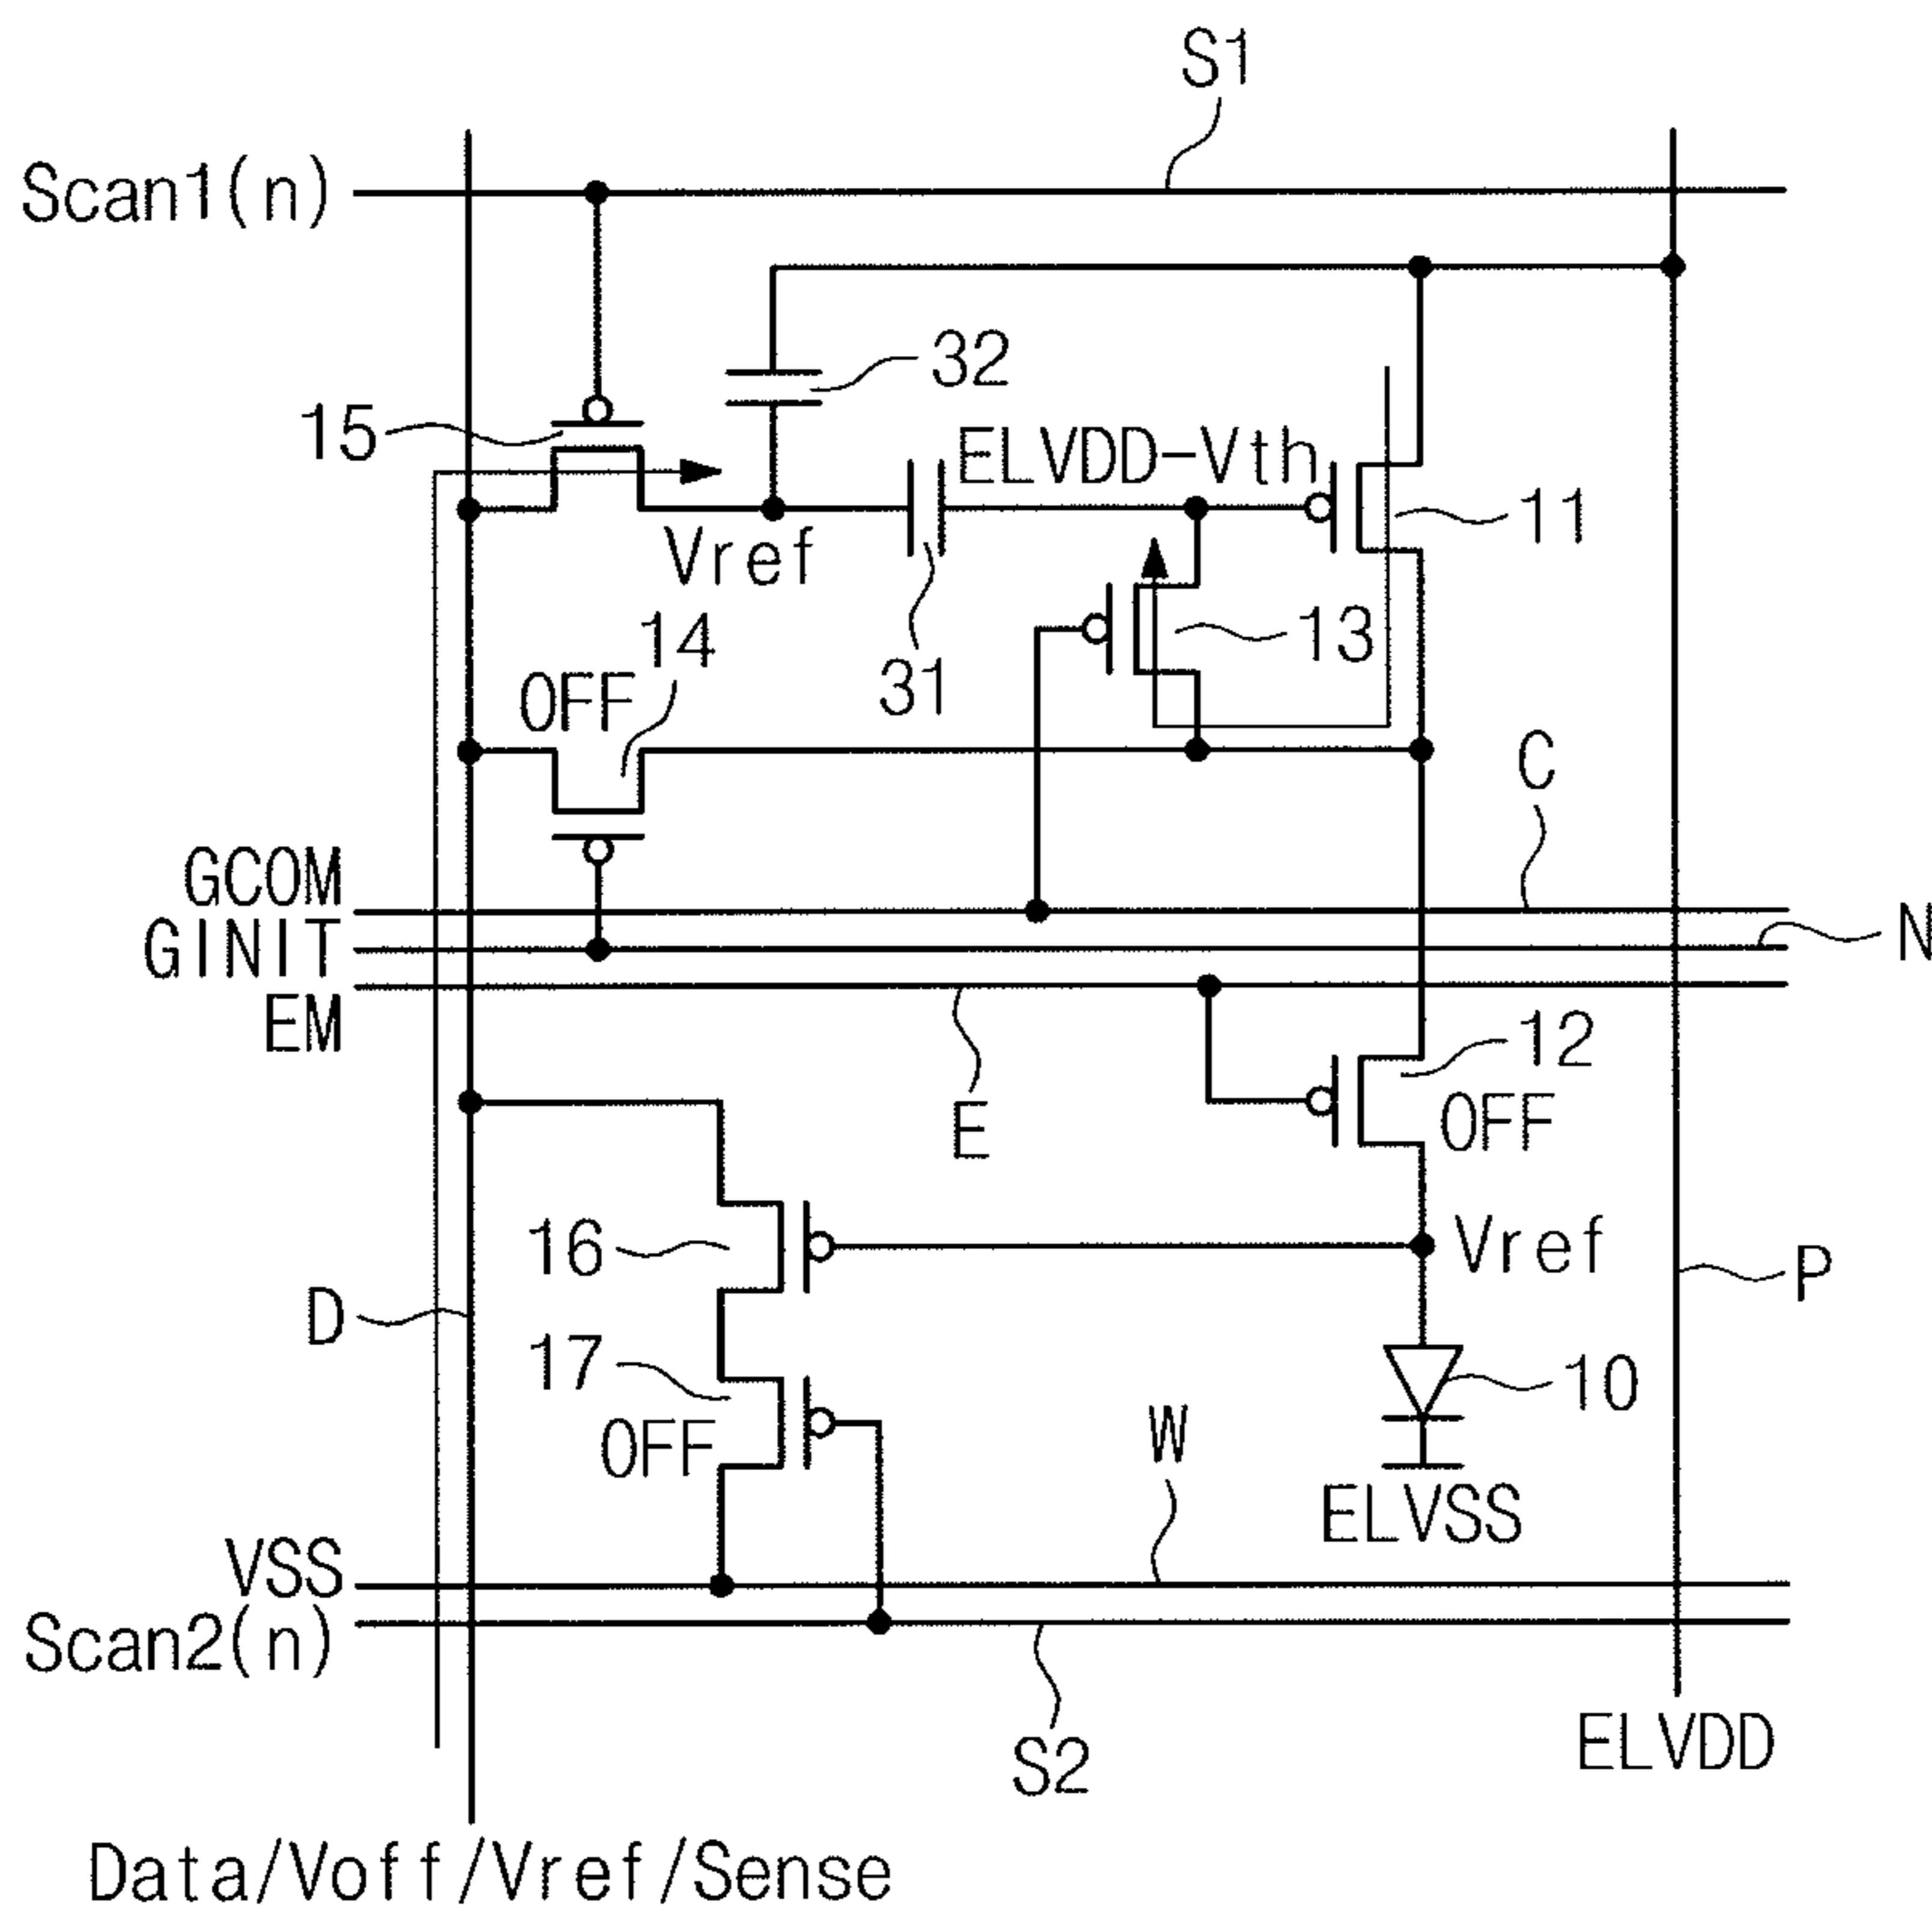 S1
Scan1(n)
32
15
ELVDD-Vth
11
Vref
14
13
31
OFF
C
GCOM
GINIT
N
EM
12
E
OFF
16
Vref
P
D
17
10
OFF
W
ELVSS
VSS
Scan2(n)
S2
ELVDD
Data/Voff/Vref/Sense